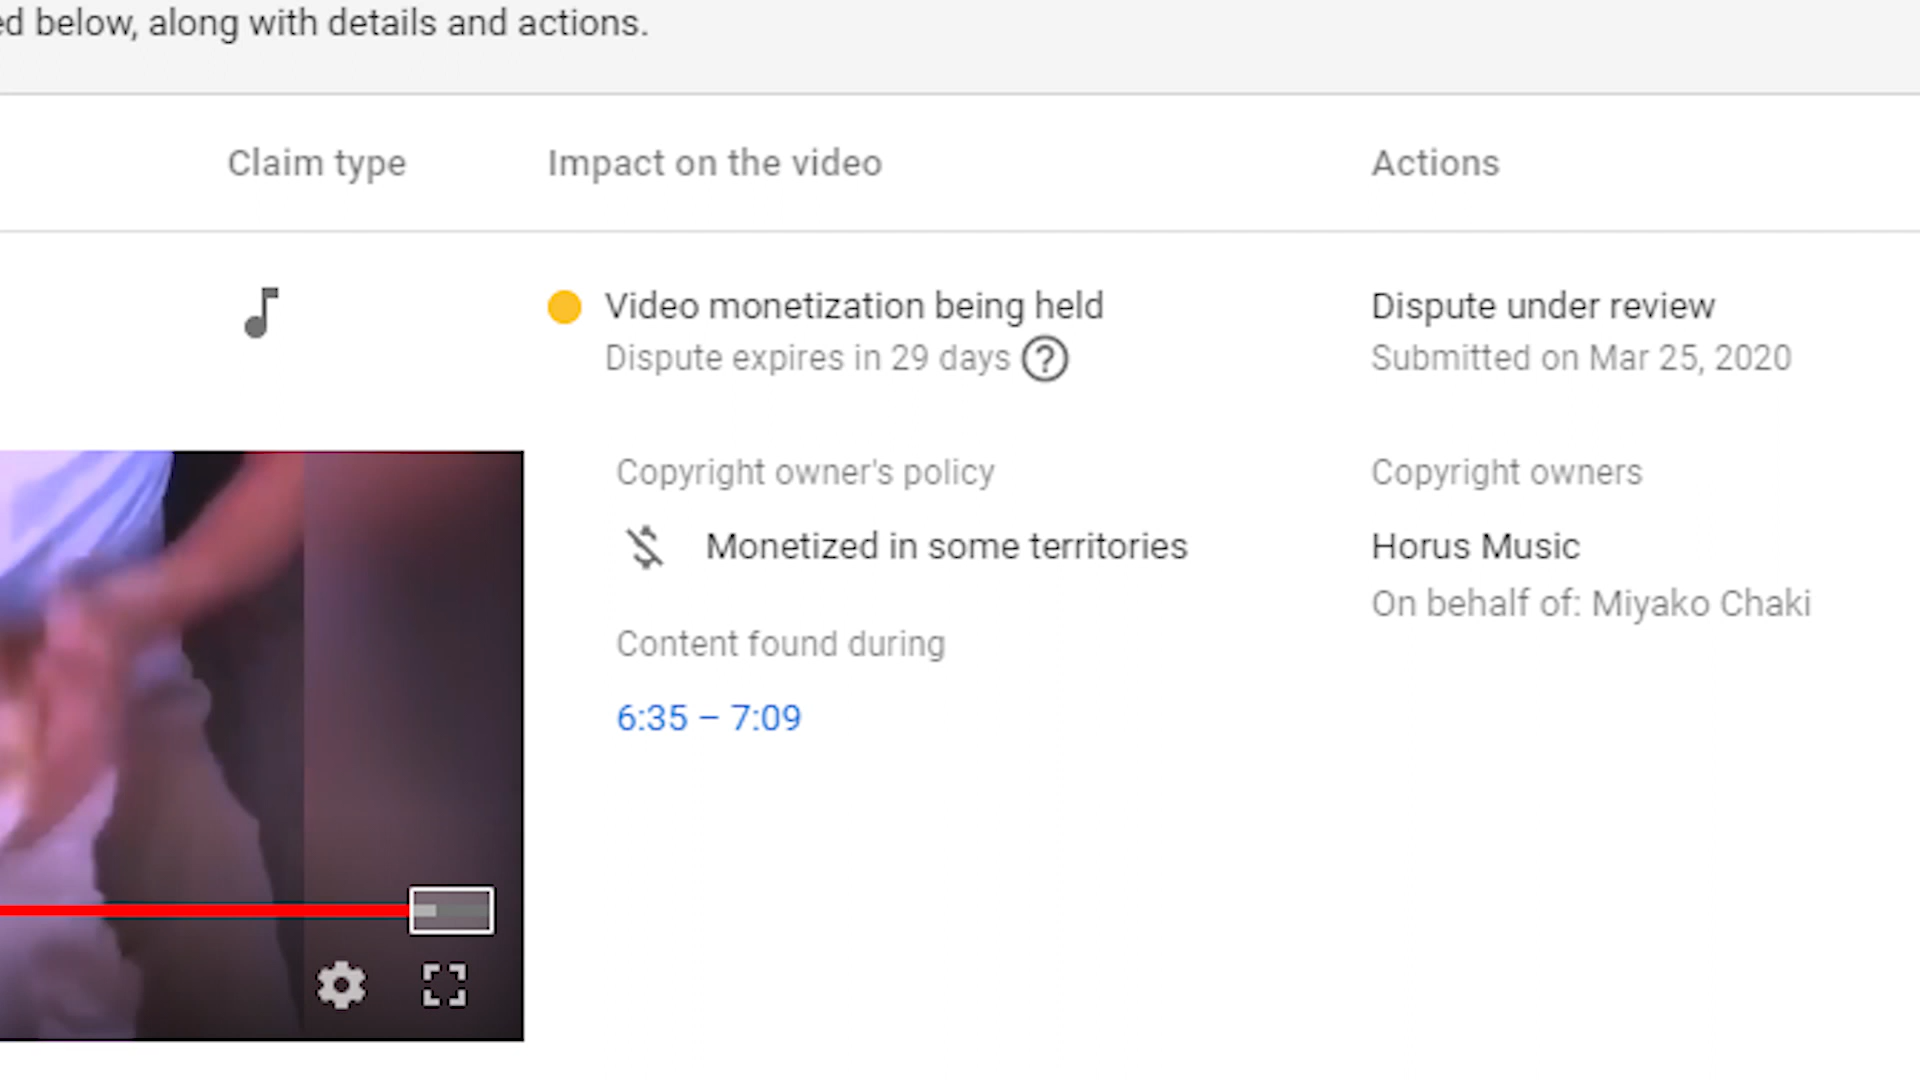 ed below, along with details and actions.
Claim type
Impact on the video
Actions
Video monetization being held
Dispute expires in 29 days
Dispute under review
Submitted on Mar 25, 2020
Copyright owner's policy
Monetized in some territories
Content found during
6:35 – 7:09
Copyright owners
Horus Music
On behalf of: Miyako Chaki